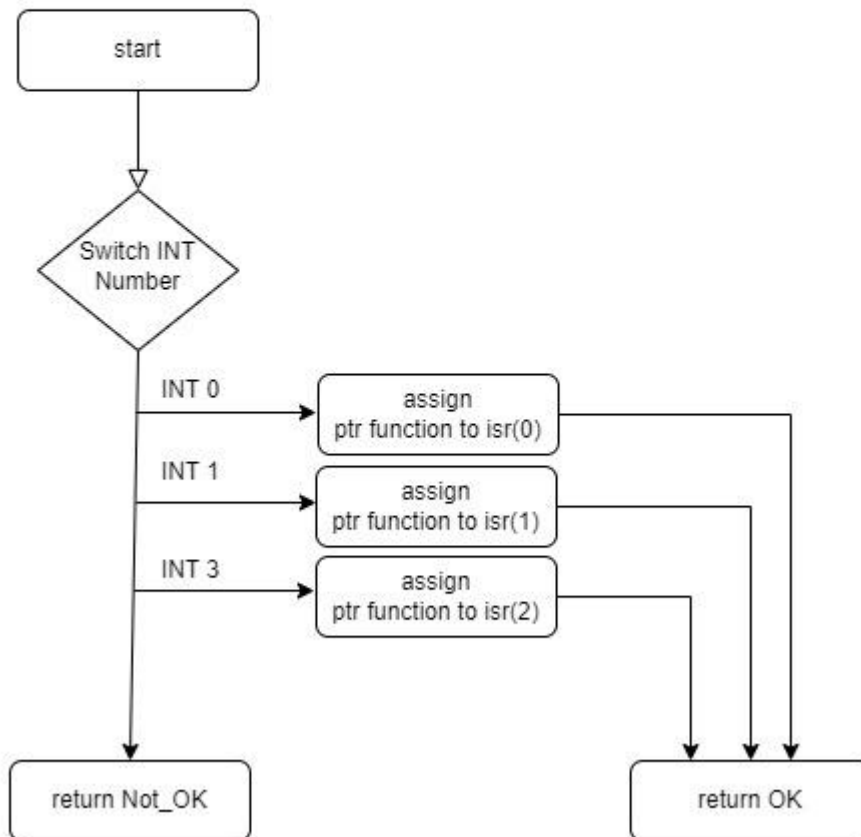 start
Switch INT
Number
INT 0
assign
ptr function to isr(0)
INT 1
assign
ptr function to isr(1)
INT 3
assign
ptr function to isr(2)
return Not_OK
return OK